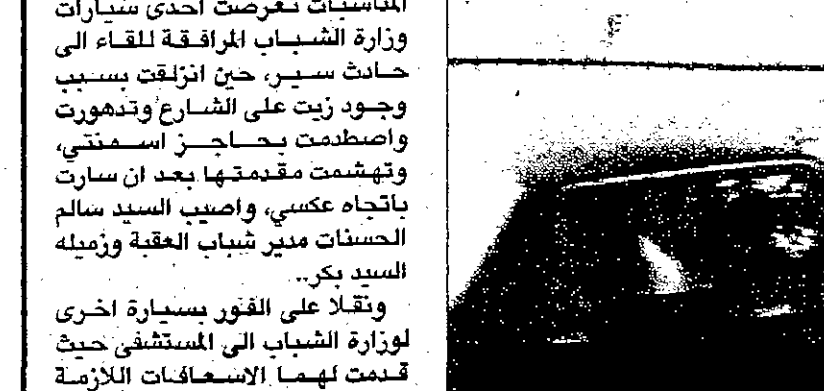 المناسبات تعرضت احدى سيارات
وزارة الشباب المرافقة للقاء الى
حادث سير، حين انزلقت بسبب
وجود زيت على الشارع وتدهورت
واصطدمت بحاجز اسمنتي،
وتهشمت مقدمتها بعد ان سارت
باتجاه عكسي، واصيب السيد سالم
الحسنات مدير شباب العقبة وزميله
السيد بكر..
ونقلا على الفور بسيارة اخرى
لوزارة الشباب الى المستشفى حيث
قدمت لهما الاسعافات اللازمة